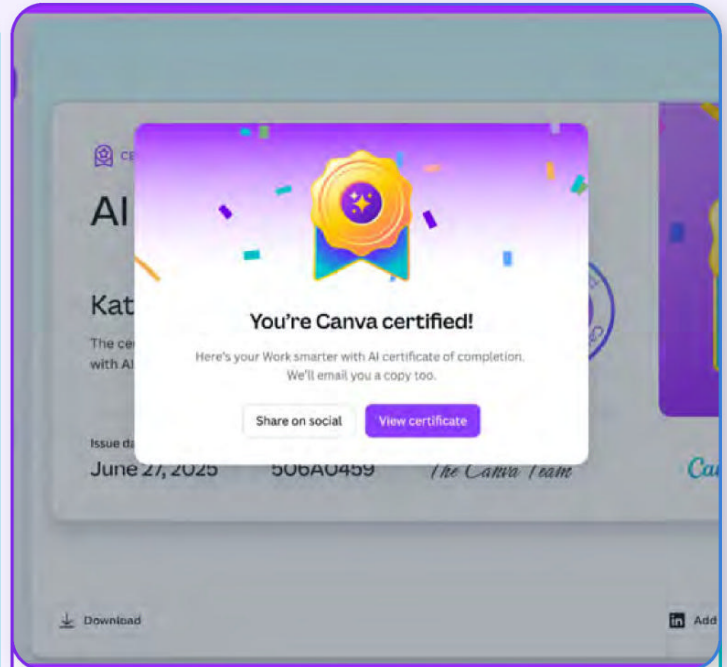 AI
Kat
The
with AI
You're Canva certified!
Here's your Work smarter with AI certificate of completion.
We'll email you a copy too.
Share on social
View certificate
Issue
June 27, 2025
506A0459
The Canva Team
Download
Add